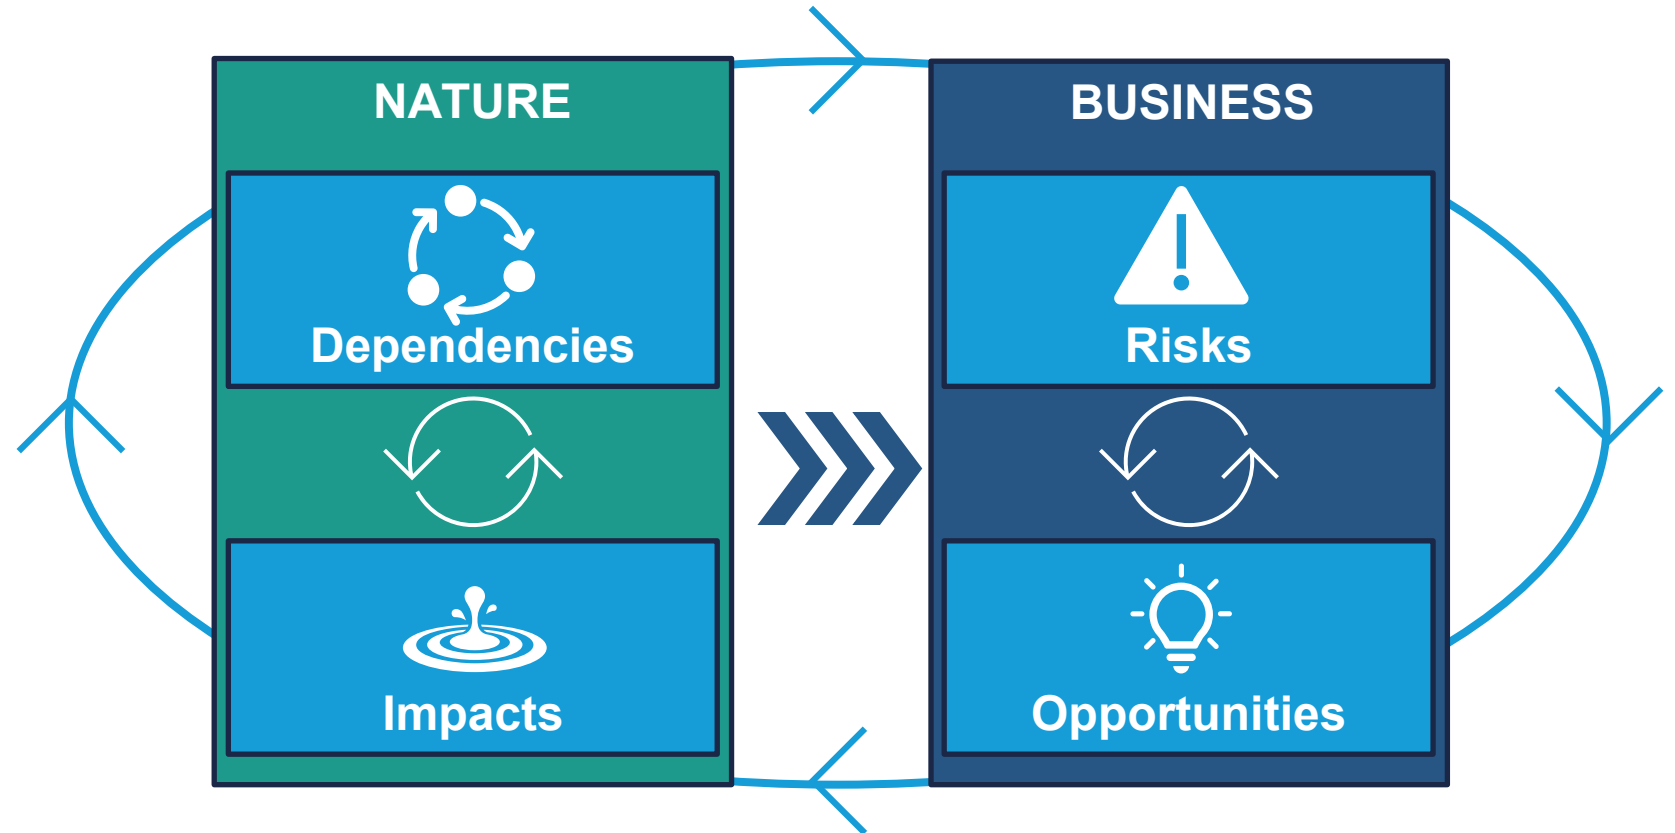 NATURE
Dependencies
Impacts
BUSINESS
Risks
Opportunities